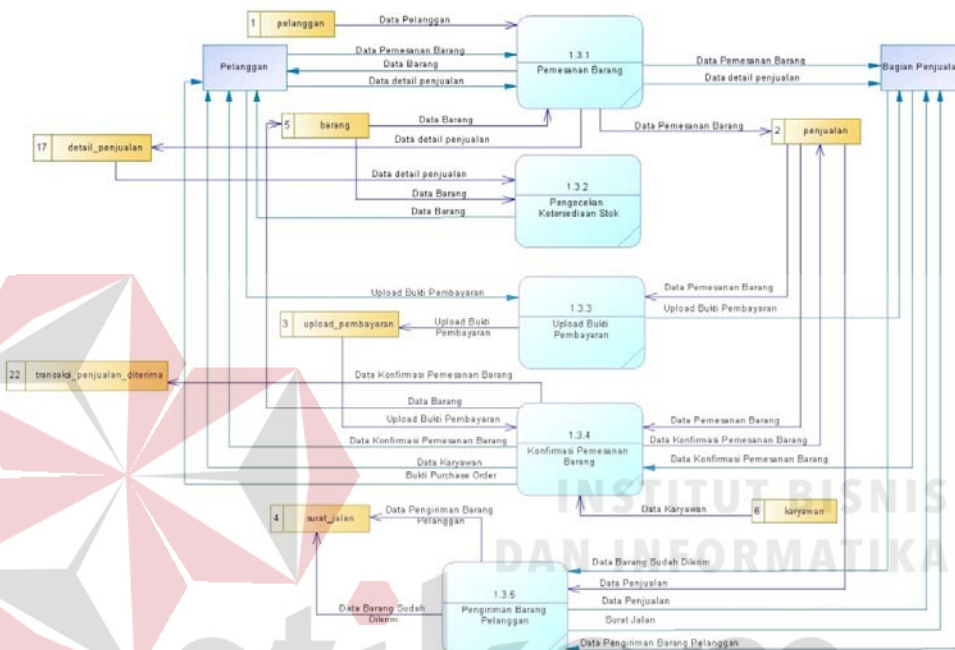 1 pelanggan
Data Pelanggan
Pelanggan
Data Pemesanan Barang
Data Barang
Data detail penjualan
1.3.1
Pemesanan Barang
Data Pemesanan Barang
Data detail penjualan
Bagian Penjuala
5 barang
Data Barang
Data detail penjualan
Data Pemesanan Barang
2 penjualan
17 detail_penjualan
Data detail penjualan
Data Barang
Data Barang
1.3.2
Pengecekan
Ketersediaan Stok
Upload Bukti Pembayaran
3 upload_pembayaran
Upload Bukti
Pembayaran
1.3.3
Upload Bukti
Pembayaran
Data Pemesanan Barang
Upload Bukti Pembayaran
22 transaksi_penjualan_diterima
Data Konfirmasi Pemesanan Barang
Data Barang
Upload Bukti Pembayaran
Data Konfirmasi Pemesanan Barang
Data Karyawan
Bukti Purchase Order
1.3.4
Konfirmasi Pemesanan
Barang
Data Pemesanan Barang
Data Konfirmasi Pemesanan Barang
Data Konfirmasi Pemesanan Barang
INSTITUT BISNIS
DAN INFORMATIKA
Data Karyawan
6 karyawan
4 surat_jalan
Data Pengiriman Barang
Pelanggan
Data Barang Sudah
Dikirim
1.3.5
Pengiriman Barang
Pelanggan
Data Barang Sudah Dikirim
Data Penjualan
Data Penjualan
Surat Jalan
Data Pengiriman Barang Pelanggan